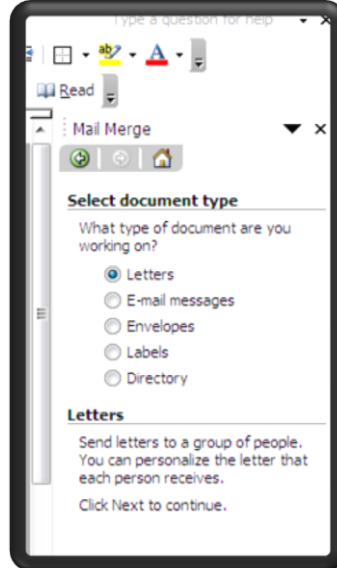 Type a question for help
ab
A
Read
Mail Merge
Select document type
What type of document are you
working on?
Letters
E-mail messages
Envelopes
Labels
Directory
Letters
Send letters to a group of people.
You can personalize the letter that
each person receives.
Click Next to continue.